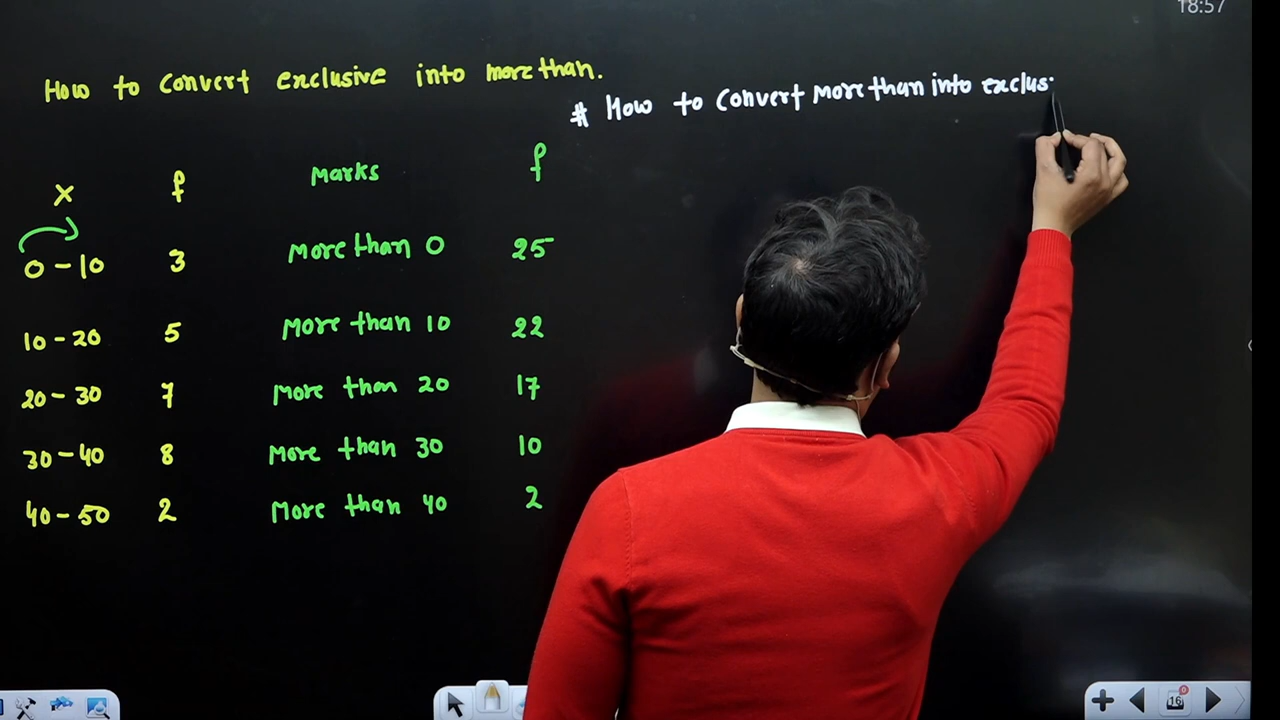 18:57
How to convert exclusive into more than.
# How to convert more than into exclus
X f Marks f
0-10 3 More than 0 25
10-20 5 More than 10 22
20-30 7 More than 20 17
30-40 8 More than 30 10
40-50 2 More than 40 2
16